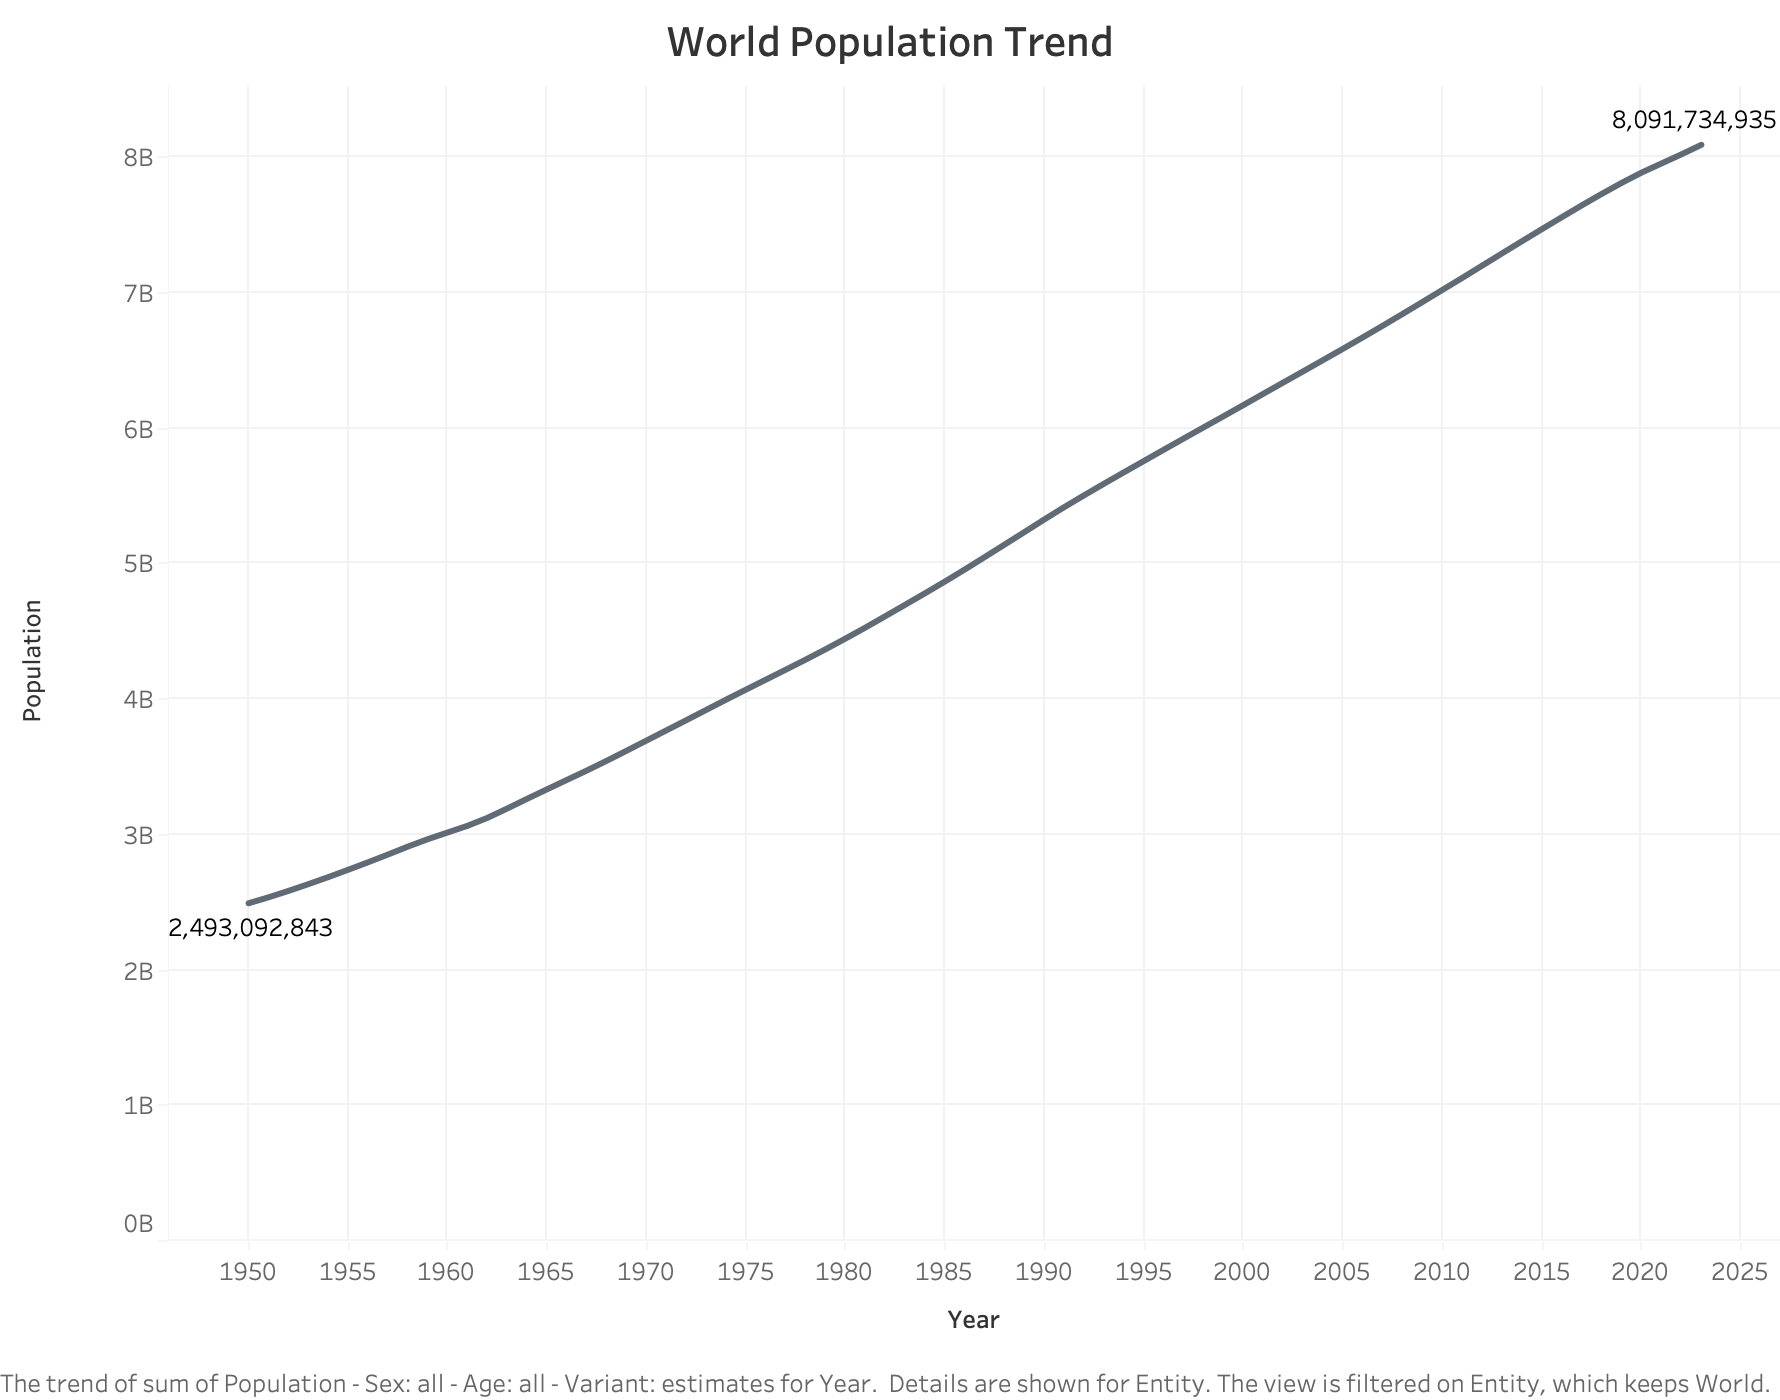 World Population Trend
8,091,734,935
8B
7B
6B
5B
4B
3B
2,493,092,843
2B
1B
0B
Population
1950 1955 1960 1965 1970 1975 1980 1985 1990 1995 2000 2005 2010 2015 2020 2025
Year
The trend of sum of Population - Sex: all - Age: all - Variant: estimates for Year.  Details are shown for Entity. The view is filtered on Entity, which keeps World.